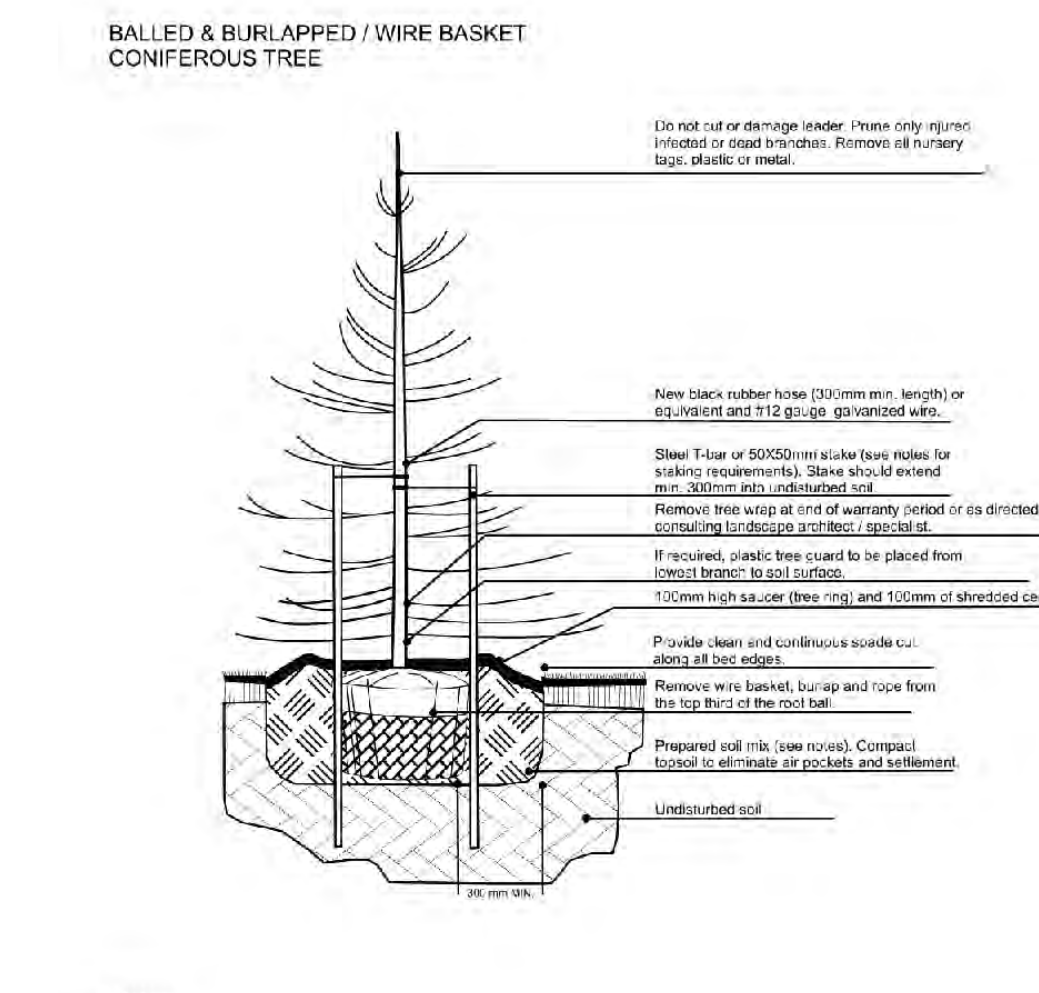 BALLED & BURLAPPED / WIRE BASKET
CONIFEROUS TREE
Do not cut or damage leader. Prune only injured
infected or dead branches. Remove all nursery
tags, plastic or metal.
New black rubber hose (300mm min. length) or
equivalent and #12 gauge galvanized wire.
Steel T-bar or 50X50mm stake (see notes for
staking requirements). Stake should extend
min. 300mm into undisturbed soil.
Remove tree wrap at end of warranty period or as directed
consulting landscape architect / specialist.
If required, plastic tree guard to be placed from
lowest branch to soil surface.
100mm high saucer (tree ring) and 100mm of shredded ce
Provide clean and continuous spade cut
along all bed edges.
Remove wire basket, burlap and rope from
the top third of the root ball.
Prepared soil mix (see notes). Compact
topsoil to eliminate air pockets and settlement.
Undisturbed soil
300 mm MIN.